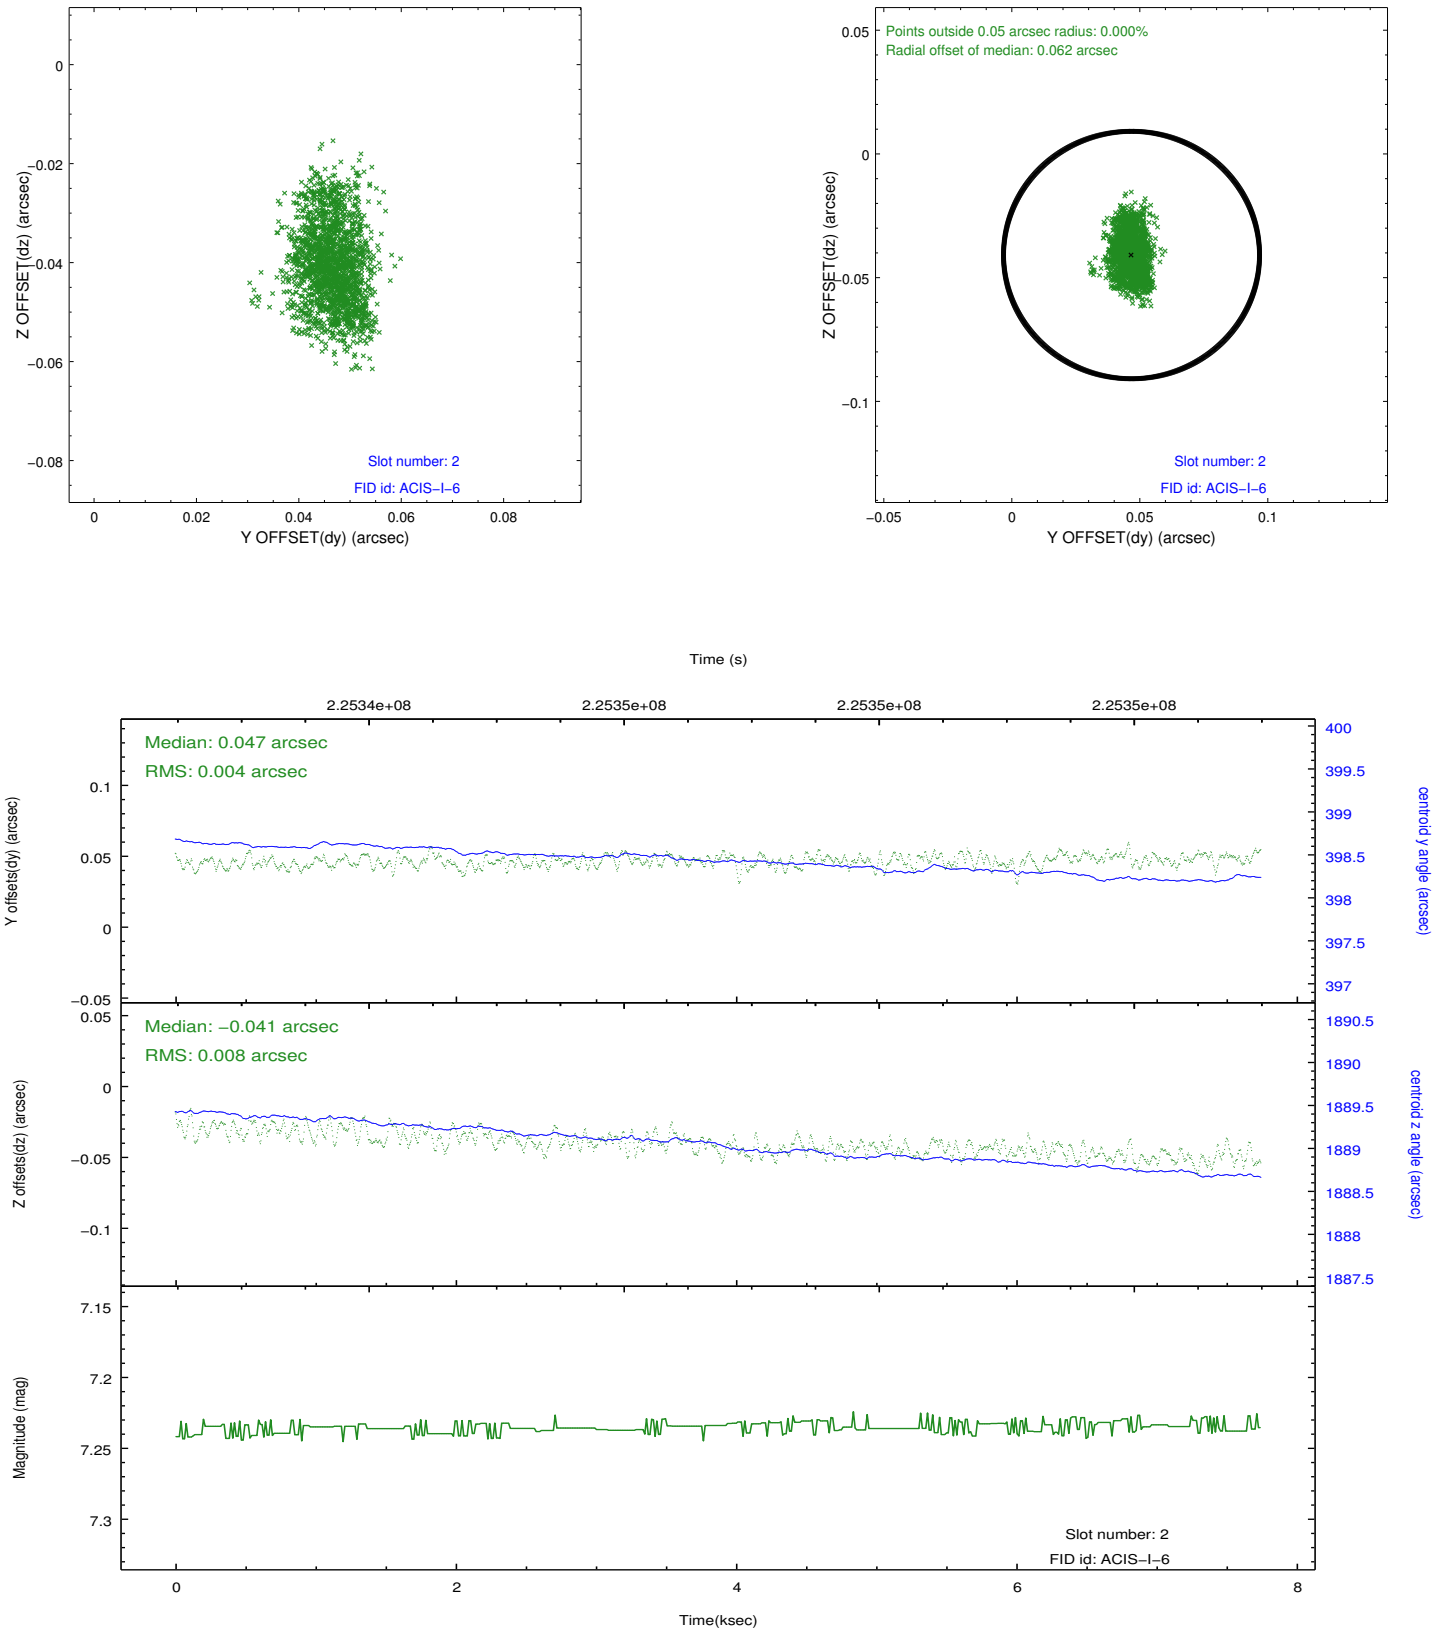 0
−0.02
−0.04
−0.06
−0.08
Z OFFSET(dz) (arcsec)
Slot number: 2
FID id: ACIS−I−6
0 0.02 0.04 0.06 0.08
Y OFFSET(dy) (arcsec)
Points outside 0.05 arcsec radius: 0.000%
Radial offset of median: 0.062 arcsec
0.05
0
−0.05
−0.1
Z OFFSET(dz) (arcsec)
Slot number: 2
FID id: ACIS−I−6
−0.05 0 0.05 0.1
Y OFFSET(dy) (arcsec)
Time (s)
2.2534e+08 2.2535e+08 2.2535e+08 2.2535e+08
Median: 0.047 arcsec
RMS: 0.004 arcsec
0.1
0.05
0
−0.05
Y offsets(dy) (arcsec)
400
399.5
399
398.5
398
397.5
397
centroid y angle (arcsec)
Median: −0.041 arcsec
RMS: 0.008 arcsec
0.05
0
−0.05
−0.1
Z offsets(dz) (arcsec)
1890.5
1890
1889.5
1889
1888.5
1888
1887.5
centroid z angle (arcsec)
7.15
7.2
7.25
7.3
Magnitude (mag)
Slot number: 2
FID id: ACIS−I−6
0 2 4 6 8
Time(ksec)